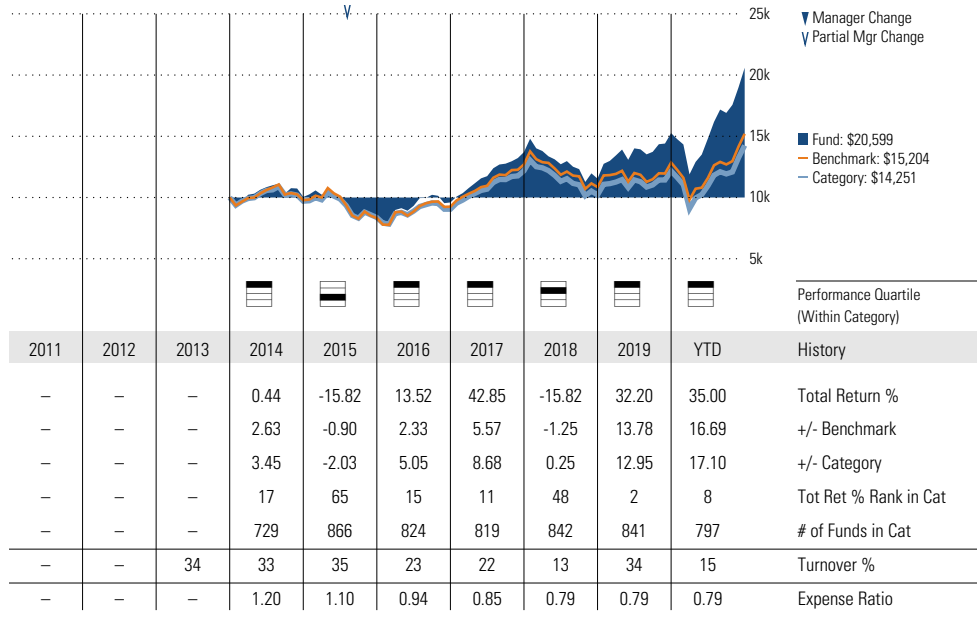 25k
Manager Change
Partial Mgr Change
20k
15k
Fund: $20,599
Benchmark: $15,204
Category: $14,251
10k
5k
Performance Quartile
(Within Category)
2011 2012 2013 2014 2015 2016 2017 2018 2019 YTD History
– – – 0.44 -15.82 13.52 42.85 -15.82 32.20 35.00 Total Return %
– – – 2.63 -0.90 2.33 5.57 -1.25 13.78 16.69 +/- Benchmark
– – – 3.45 -2.03 5.05 8.68 0.25 12.95 17.10 +/- Category
– – – 17 65 15 11 48 2 8 Tot Ret % Rank in Cat
– – – 729 866 824 819 842 841 797 # of Funds in Cat
– – 34 33 35 23 22 13 34 15 Turnover %
– – – 1.20 1.10 0.94 0.85 0.79 0.79 0.79 Expense Ratio